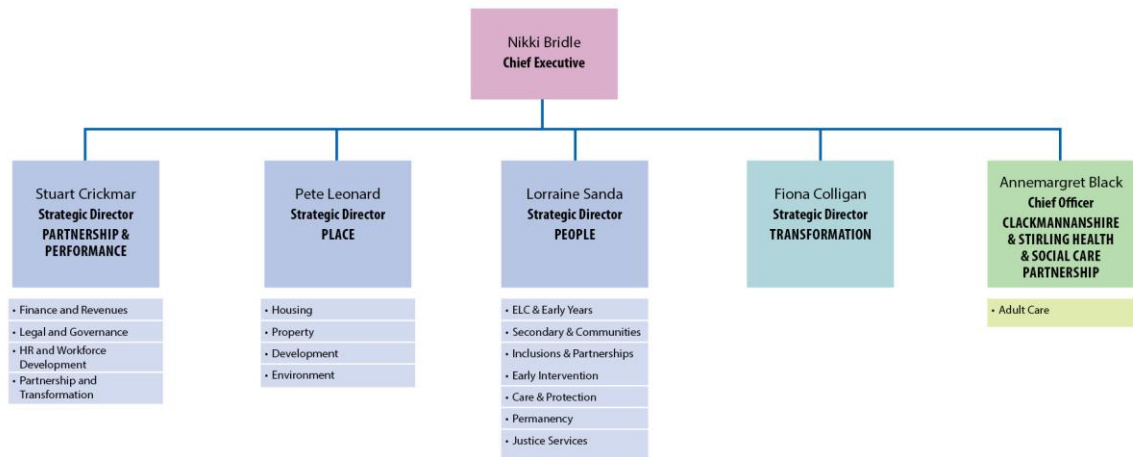 Nikki Bridle
Chief Executive
Stuart Crickmar
Strategic Director
PARTNERSHIP &
PERFORMANCE
• Finance and Revenues
• Legal and Governance
• HR and Workforce
Development
• Partnership and
Transformation
Pete Leonard
Strategic Director
PLACE
• Housing
• Property
• Development
• Environment
Lorraine Sanda
Strategic Director
PEOPLE
• ELC & Early Years
• Secondary & Communities
• Inclusions & Partnerships
• Early Intervention
• Care & Protection
• Permanency
• Justice Services
Fiona Colligan
Strategic Director
TRANSFORMATION
Annemargret Black
Chief Officer
CLACKMANNANSHIRE
& STIRLING HEALTH
& SOCIAL CARE
PARTNERSHIP
• Adult Care